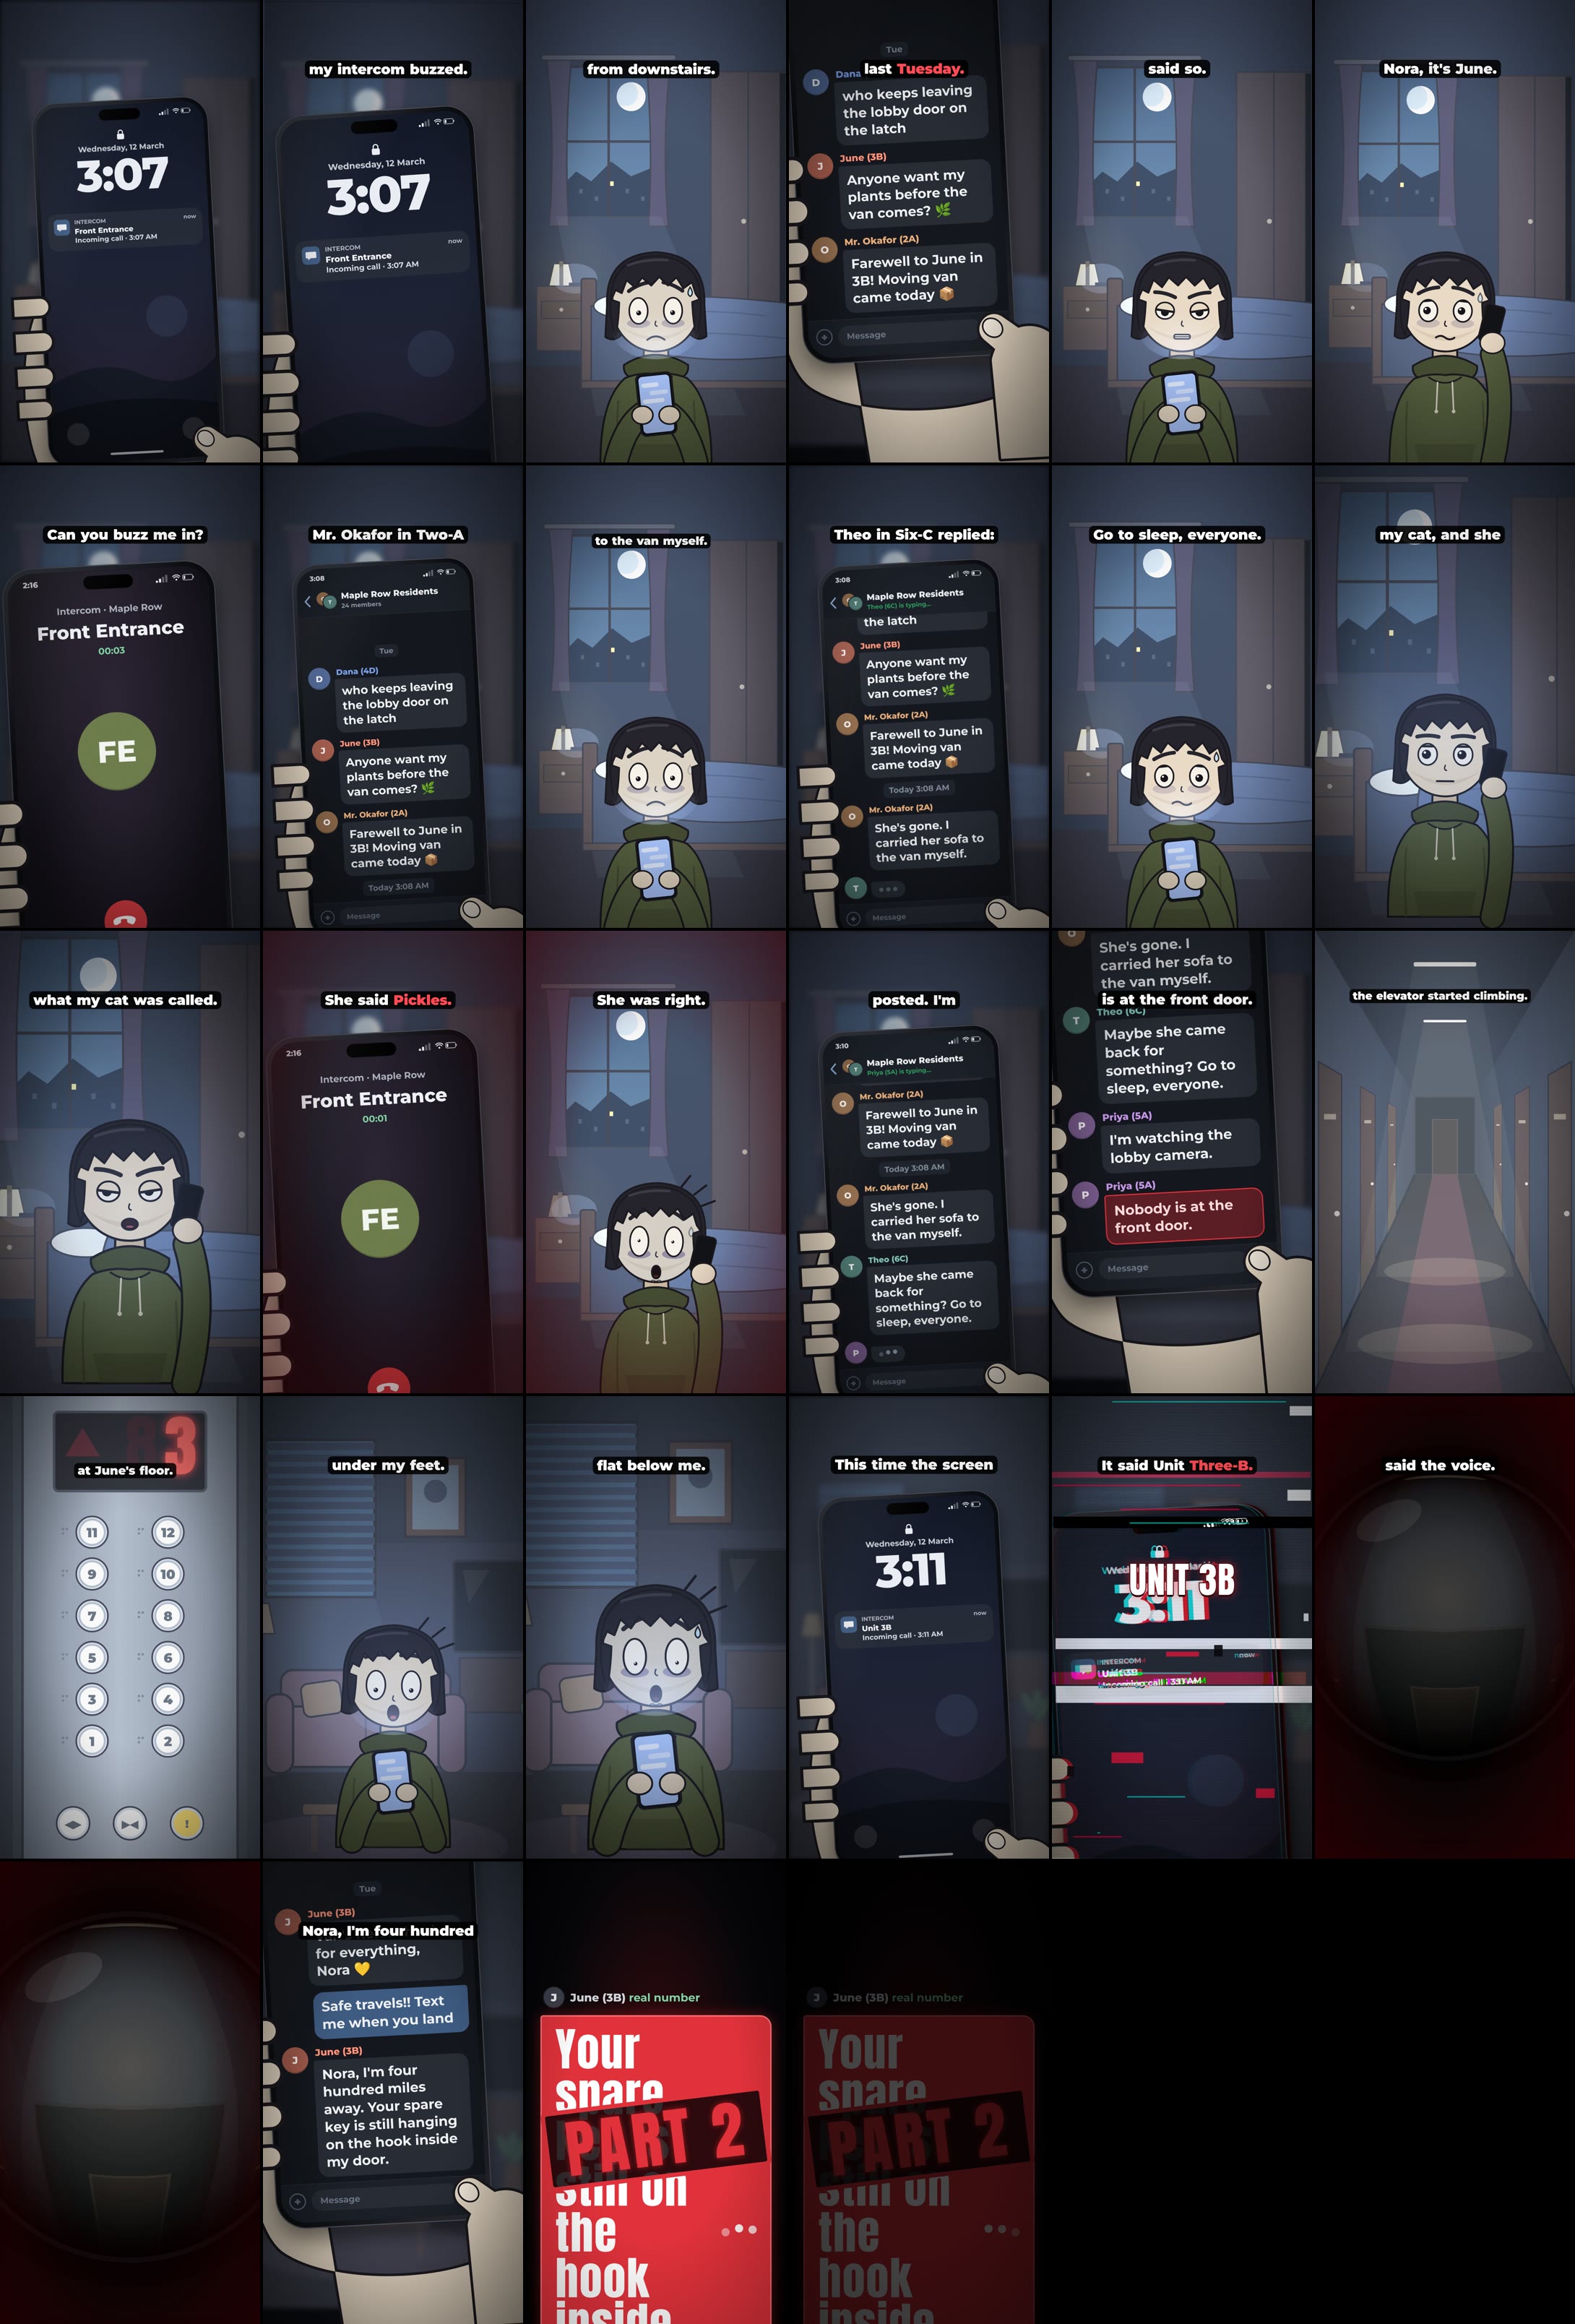 Wednesday, 12 March
3:07
INTERCOM
now
Front Entrance
Incoming call · 3:07 AM
my intercom buzzed.
Wednesday, 12 March
3:07
INTERCOM
now
Front Entrance
Incoming call · 3:07 AM
from downstairs.
Tue
last Tuesday.
D
Dana
who keeps leaving
the lobby door on
the latch
J
June (3B)
Anyone want my
plants before the
van comes? 🌿
O
Mr. Okafor (2A)
Farewell to June in
3B! Moving van
came today 📦
Message
said so.
Nora, it's June.
Can you buzz me in?
2:16
Intercom · Maple Row
Front Entrance
00:03
FE
Mr. Okafor in Two-A
3:08
Maple Row Residents
24 members
T
Tue
D
Dana (4D)
who keeps leaving
the lobby door on
the latch
J
June (3B)
Anyone want my
plants before the
van comes? 🌿
O
Mr. Okafor (2A)
Farewell to June in
3B! Moving van
came today 📦
Today 3:08 AM
Message
to the van myself.
Theo in Six-C replied:
3:08
Maple Row Residents
Theo (6C) is typing...
T
the latch
J
June (3B)
Anyone want my
plants before the
van comes? 🌿
O
Mr. Okafor (2A)
Farewell to June in
3B! Moving van
came today 📦
Today 3:08 AM
O
Mr. Okafor (2A)
She's gone. I
carried her sofa to
the van myself.
T
Message
Go to sleep, everyone.
my cat, and she
what my cat was called.
She said Pickles.
2:16
Intercom · Maple Row
Front Entrance
00:01
FE
She was right.
posted. I'm
3:10
Maple Row Residents
Priya (5A) is typing...
T
O
Mr. Okafor (2A)
Farewell to June in
3B! Moving van
came today 📦
Today 3:08 AM
O
Mr. Okafor (2A)
She's gone. I
carried her sofa to
the van myself.
T
Theo (6C)
Maybe she came
back for
something? Go to
sleep, everyone.
P
Message
O
She's gone. I
carried her sofa to
the van myself.
is at the front door.
T
Theo (6C)
Maybe she came
back for
something? Go to
sleep, everyone.
P
Priya (5A)
I'm watching the
lobby camera.
P
Priya (5A)
Nobody is at the
front door.
Message
the elevator started climbing.
3
at June's floor.
11 12
9 10
7 8
5 6
3 4
1 2
!
under my feet.
flat below me.
This time the screen
Wednesday, 12 March
3:11
INTERCOM
now
Unit 3B
Incoming call · 3:11 AM
It said Unit Three-B.
UNIT 3B
3:11
INTERCOM
now
Unit 3B
Incoming call · 3:11 AM
said the voice.
Tue
J
June (3B)
Nora, I'm four hundred
for everything,
Nora 💛
Safe travels!! Text
me when you land
J
June (3B)
Nora, I'm four
hundred miles
away. Your spare
key is still hanging
on the hook inside
my door.
Message
J
June (3B) real number
Your
spare
PART 2
still on
the
hook
inside
J
June (3B) real number
Your
spare
PART 2
still on
the
hook
inside